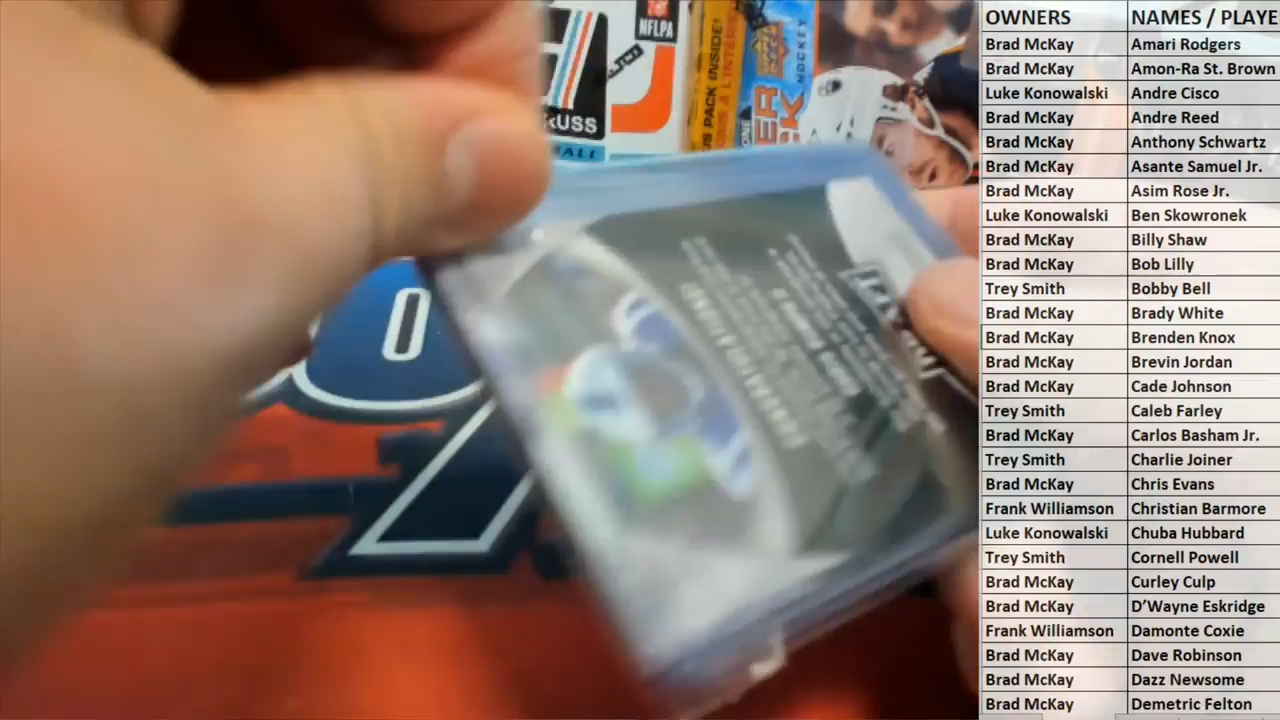 NFLPA
RUSS
ALL
US PACK INSIDE!
UPPER DECK
HOCKEY
0
OWNERS NAMES / PLAYE
Brad McKay Amari Rodgers
Brad McKay Amon-Ra St. Brown
Luke Konowalski Andre Cisco
Brad McKay Andre Reed
Brad McKay Anthony Schwartz
Brad McKay Asante Samuel Jr.
Brad McKay Asim Rose Jr.
Luke Konowalski Ben Skowronek
Brad McKay Billy Shaw
Brad McKay Bob Lilly
Trey Smith Bobby Bell
Brad McKay Brady White
Brad McKay Brenden Knox
Brad McKay Brevin Jordan
Brad McKay Cade Johnson
Trey Smith Caleb Farley
Brad McKay Carlos Basham Jr.
Trey Smith Charlie Joiner
Brad McKay Chris Evans
Frank Williamson Christian Barmore
Luke Konowalski Chuba Hubbard
Trey Smith Cornell Powell
Brad McKay Curley Culp
Brad McKay D’Wayne Eskridge
Frank Williamson Damonte Coxie
Brad McKay Dave Robinson
Brad McKay Dazz Newsome
Brad McKay Demetric Felton